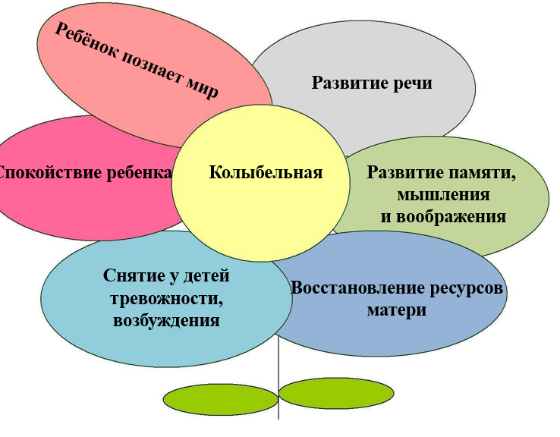 Ребёнок познает мир
Развитие речи
Спокойствие ребенка
Колыбельная
Развитие памяти,
мышления
и воображения
Снятие у детей
тревожности,
возбуждения
Восстановление ресурсов
матери